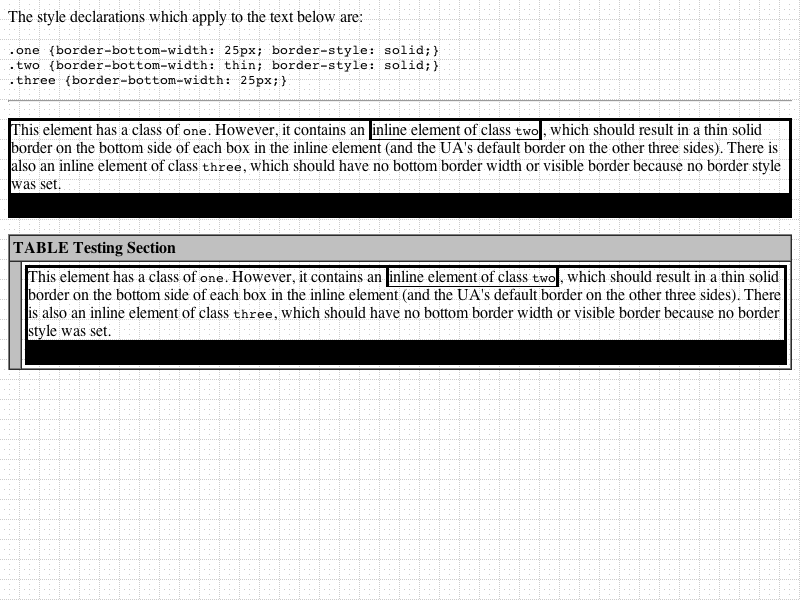 The style declarations which apply to the text below are:
.one {border-bottom-width: 25px; border-style: solid;}
.two {border-bottom-width: thin; border-style: solid;}
.three {border-bottom-width: 25px;}
This element has a class of one. However, it contains an inline element of class two, which should result in a thin solid
border on the bottom side of each box in the inline element (and the UA's default border on the other three sides). There is
also an inline element of class three, which should have no bottom border width or visible border because no border style
was set.
TABLE Testing Section
This element has a class of one. However, it contains an inline element of class two, which should result in a thin solid
border on the bottom side of each box in the inline element (and the UA's default border on the other three sides). There
is also an inline element of class three, which should have no bottom border width or visible border because no border
style was set.